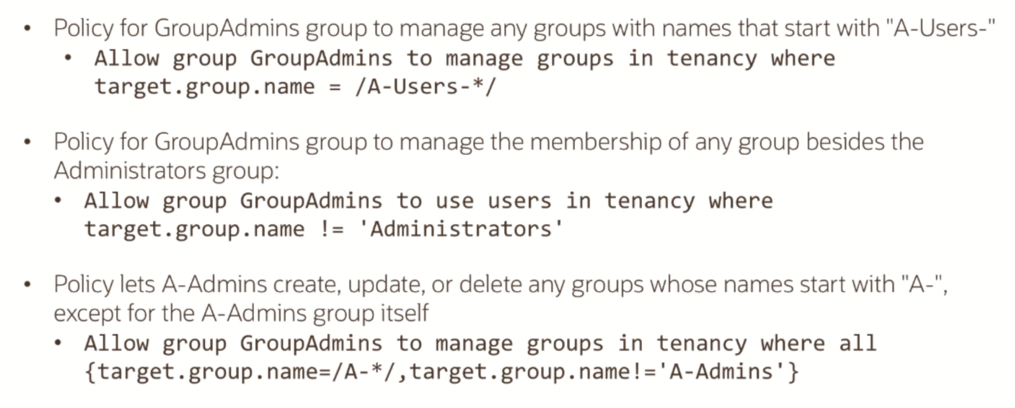 • Policy for GroupAdmins group to manage any groups with names that start with "A-Users-"
• Allow group GroupAdmins to manage groups in tenancy where
target.group.name = /A-Users-*/
• Policy for GroupAdmins group to manage the membership of any group besides the
Administrators group:
• Allow group GroupAdmins to use users in tenancy where
target.group.name != 'Administrators'
• Policy lets A-Admins create, update, or delete any groups whose names start with "A-",
except for the A-Admins group itself
• Allow group GroupAdmins to manage groups in tenancy where all
{target.group.name=/A-*/,target.group.name!='A-Admins'}